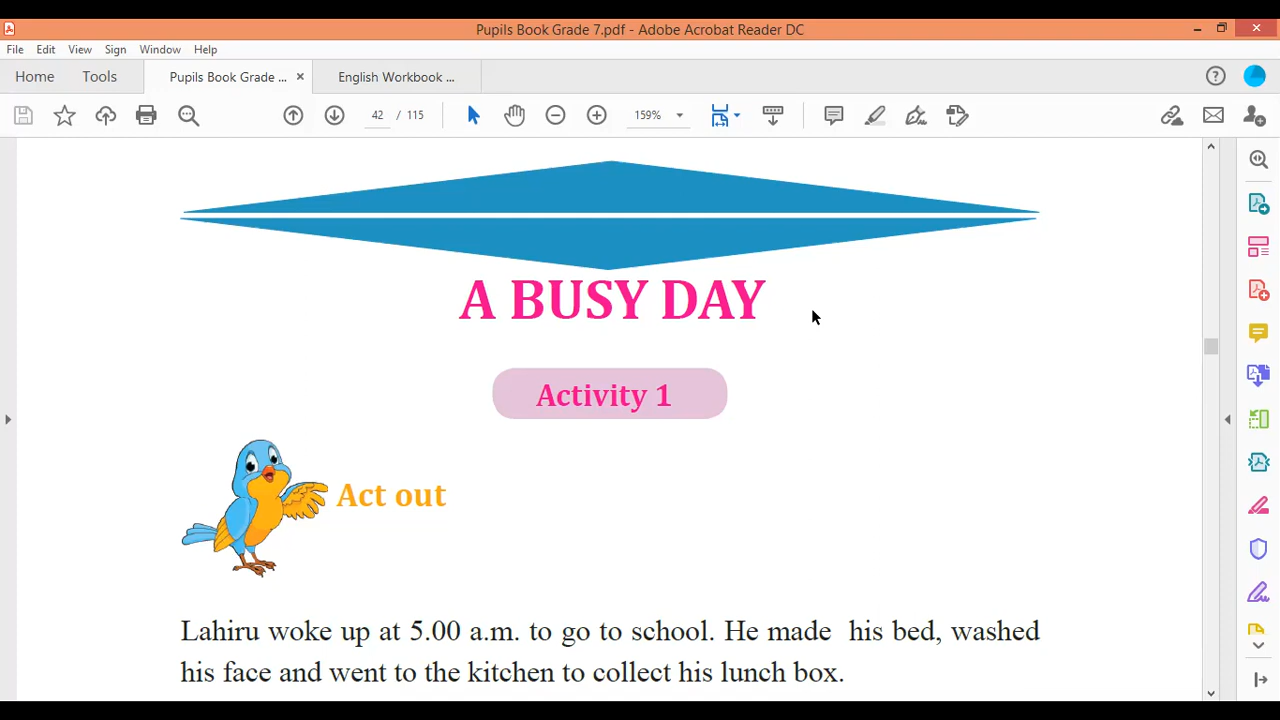 Pupils Book Grade 7.pdf - Adobe Acrobat Reader DC
File Edit View Sign Window Help
Home Tools Pupils Book Grade ... × English Workbook ...
42 / 115 159%
A BUSY DAY
Activity 1
Act out
Lahiru woke up at 5.00 a.m. to go to school. He made his bed, washed
his face and went to the kitchen to collect his lunch box.